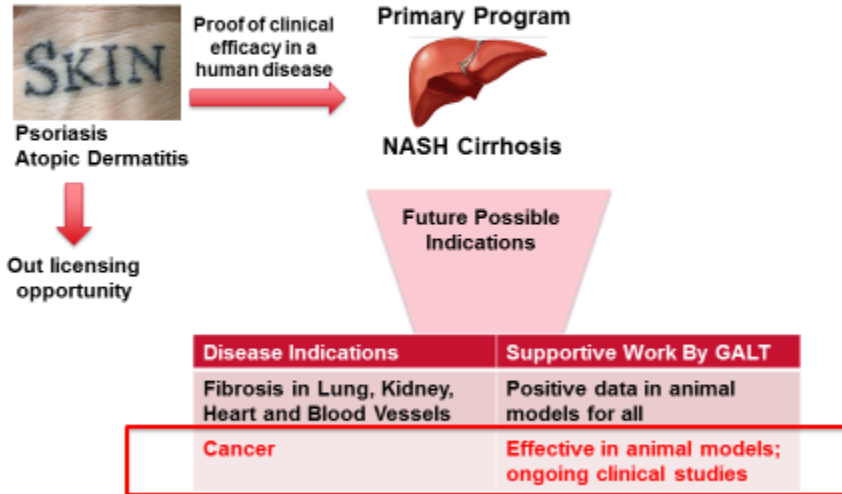 SKIN
Proof of clinical
efficacy in a
human disease
Primary Program
Psoriasis
Atopic Dermatitis
NASH Cirrhosis
Out licensing
opportunity
Future Possible
Indications
Disease Indications Supportive Work By GALT
Fibrosis in Lung, Kidney, Positive data in animal
Heart and Blood Vessels models for all
Cancer Effective in animal models;
ongoing clinical studies